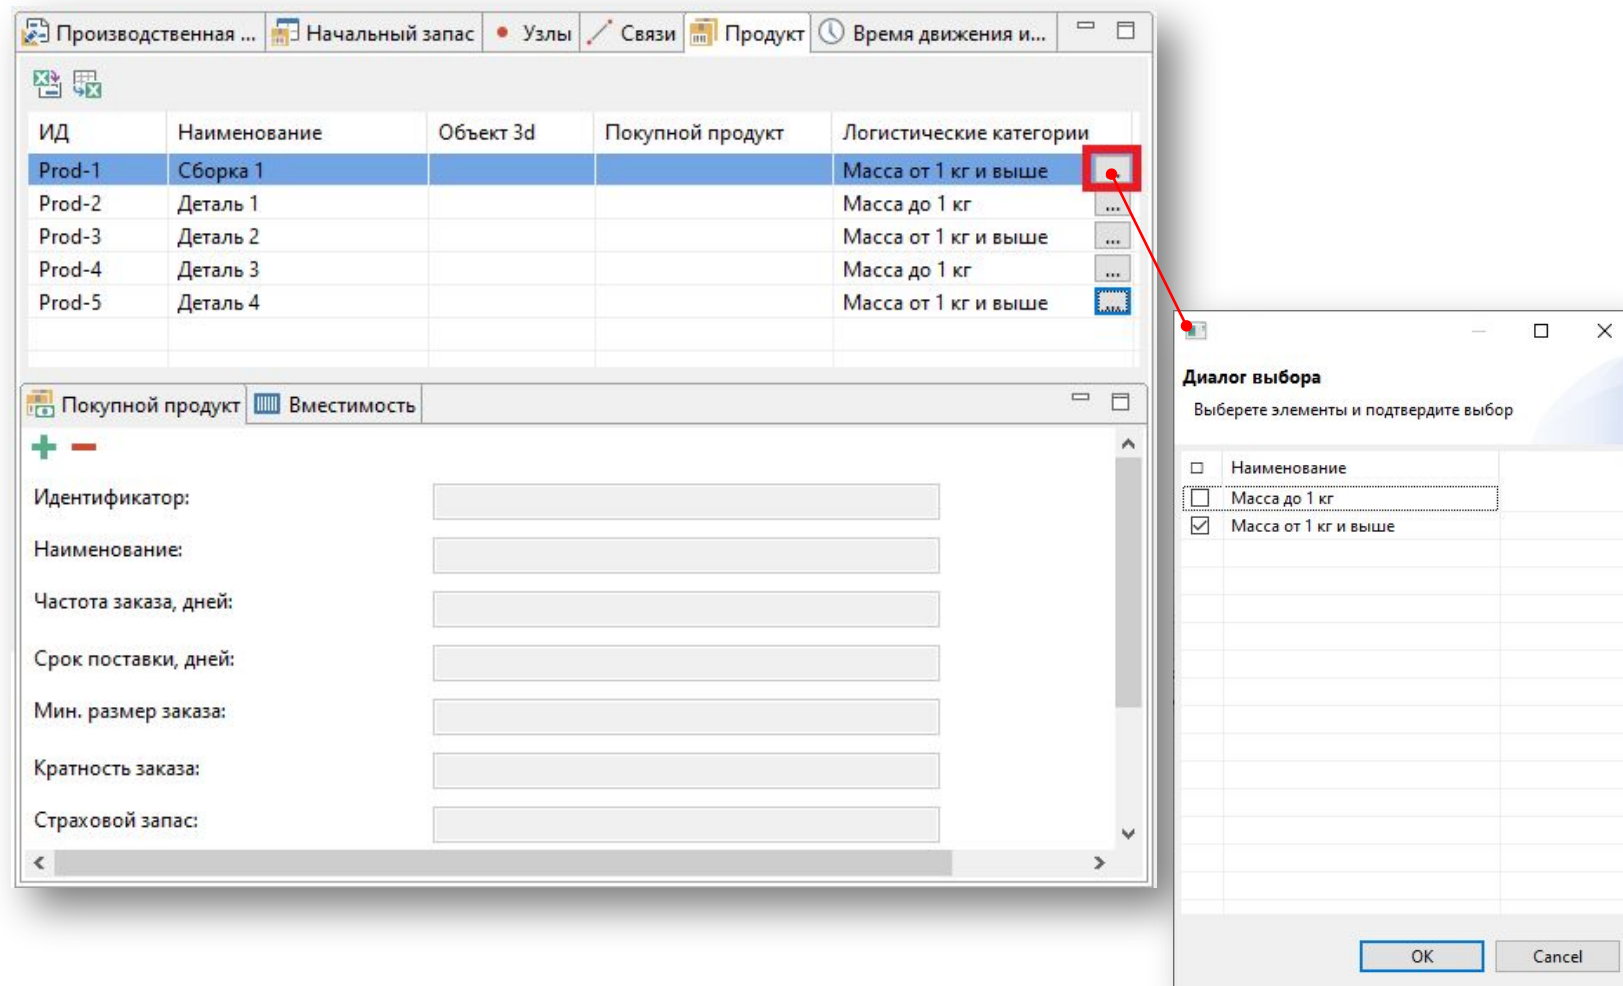 Производственная ... Начальный запас Узлы Связи Продукт Время движения и...
ИД Наименование Объект 3d Покупной продукт Логистические категории
Prod-1 Сборка 1 Масса от 1 кг и выше ...
Prod-2 Деталь 1 Масса до 1 кг ...
Prod-3 Деталь 2 Масса от 1 кг и выше ...
Prod-4 Деталь 3 Масса до 1 кг ...
Prod-5 Деталь 4 Масса от 1 кг и выше ...
Покупной продукт Вместимость
Идентификатор:
Наименование:
Частота заказа, дней:
Срок поставки, дней:
Мин. размер заказа:
Кратность заказа:
Страховой запас:
Диалог выбора
Выберете элементы и подтвердите выбор
Наименование
Масса до 1 кг
Масса от 1 кг и выше
OK Cancel